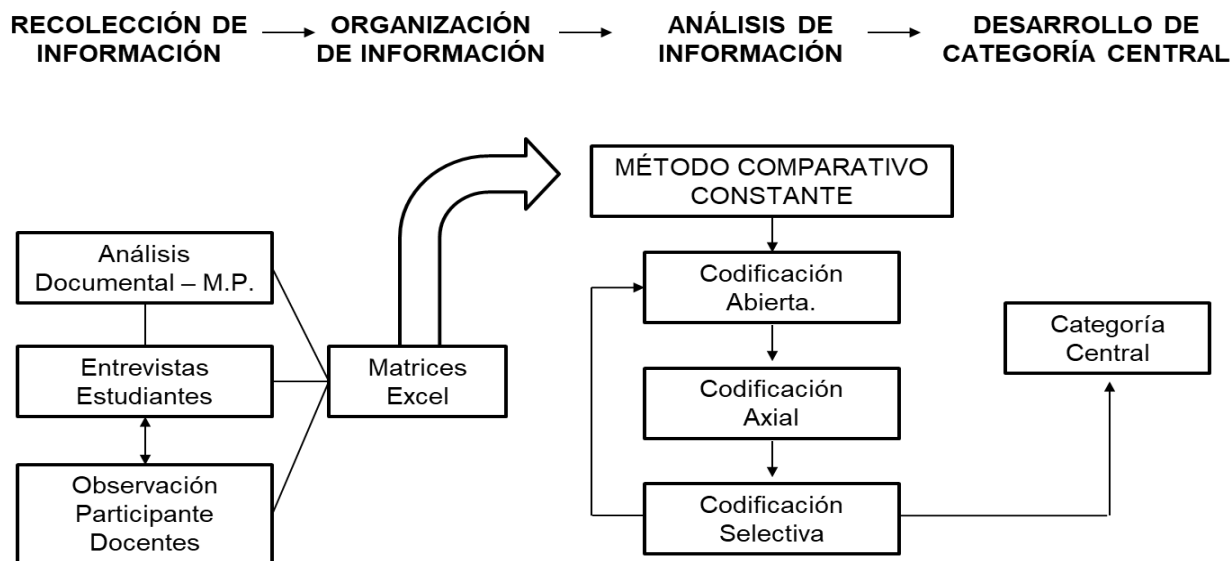 RECOLECCIÓN DE
INFORMACIÓN
ORGANIZACIÓN
DE INFORMACIÓN
ANÁLISIS DE
INFORMACIÓN
DESARROLLO DE
CATEGORÍA CENTRAL
Análisis
Documental – M.P.
Entrevistas
Estudiantes
Observación
Participante
Docentes
Matrices
Excel
MÉTODO COMPARATIVO
CONSTANTE
Codificación
Abierta.
Codificación
Axial
Codificación
Selectiva
Categoría
Central